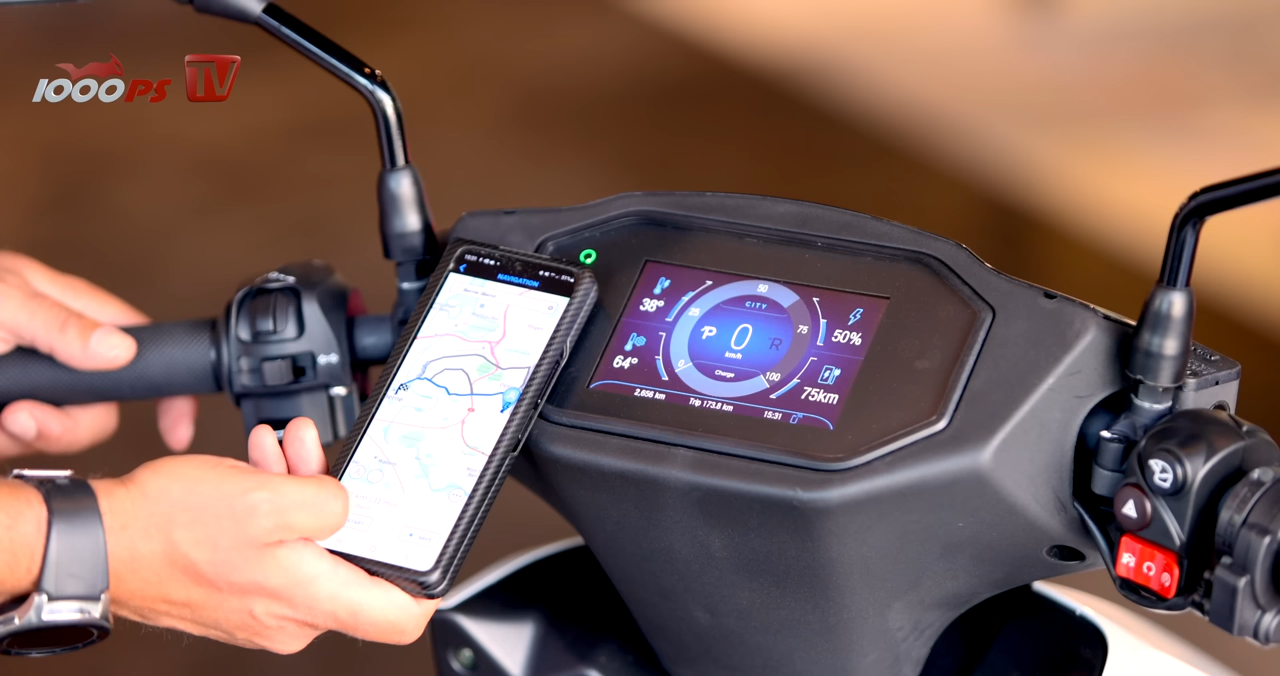 1000PS TV
NAVIGATION
50
CITY
38°
25
75
50%
P 0 R
km/h
64°
0
Charge
100
75km
2,656 km
Trip 173.8 km
15:31